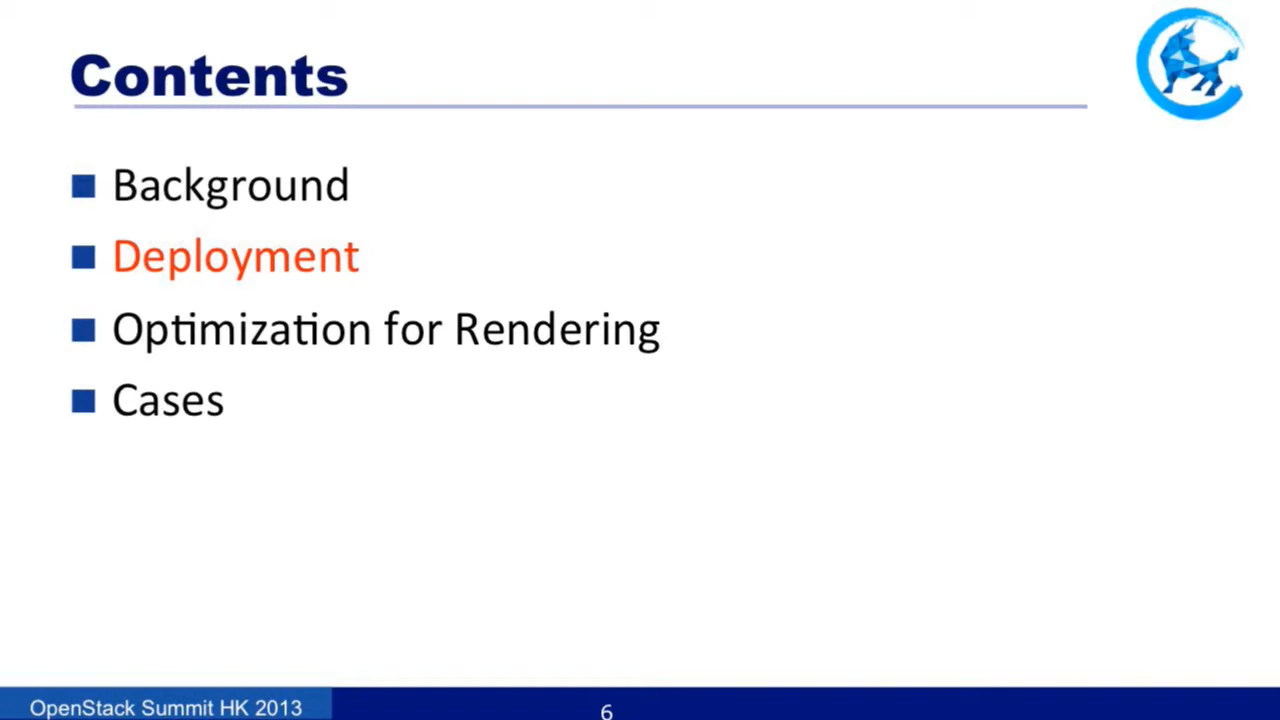 Contents
Background
Deployment
Optimization for Rendering
Cases
OpenStack Summit HK 2013
6